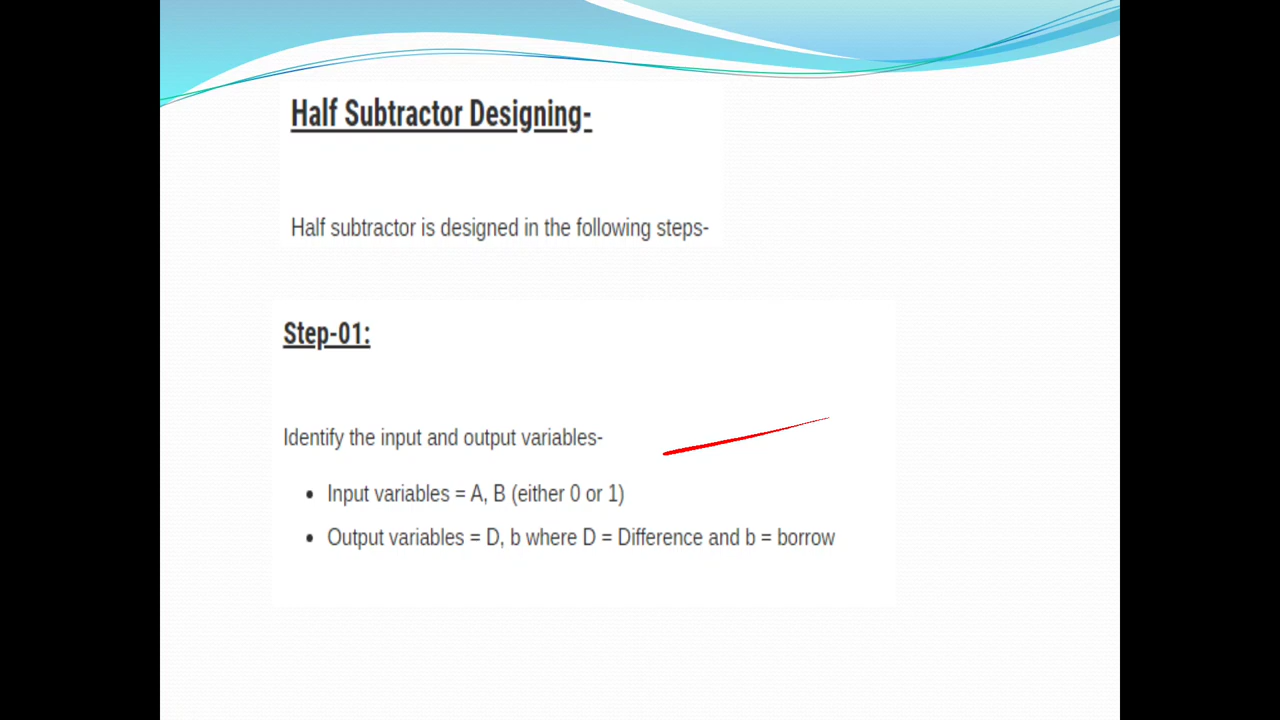 Half Subtractor Designing-
Half subtractor is designed in the following steps-
Step-01:
Identify the input and output variables-
• Input variables = A, B (either 0 or 1)
• Output variables = D, b where D = Difference and b = borrow